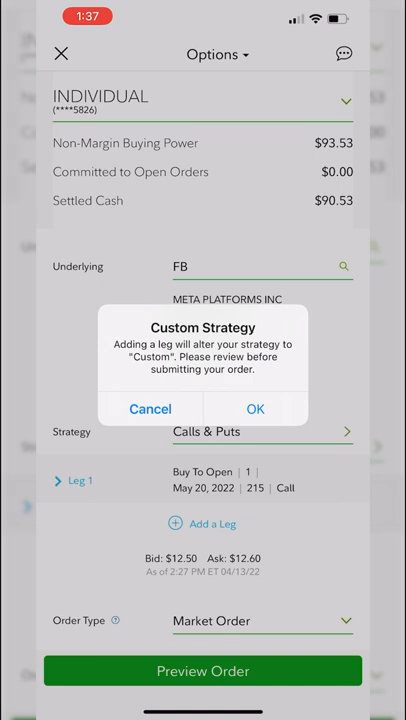 1:37
Options
INDIVIDUAL
(****5826)
Non-Margin Buying Power $93.53
Committed to Open Orders $0.00
Settled Cash $90.53
Underlying FB
META PLATFORMS INC
Custom Strategy
Adding a leg will alter your strategy to
"Custom". Please review before
submitting your order.
Cancel OK
Strategy Calls & Puts
Leg 1 Buy To Open | 1 |
May 20, 2022 | 215 | Call
Add a Leg
Bid: $12.50 Ask: $12.60
As of 2:27 PM ET 04/13/22
Order Type Market Order
Preview Order